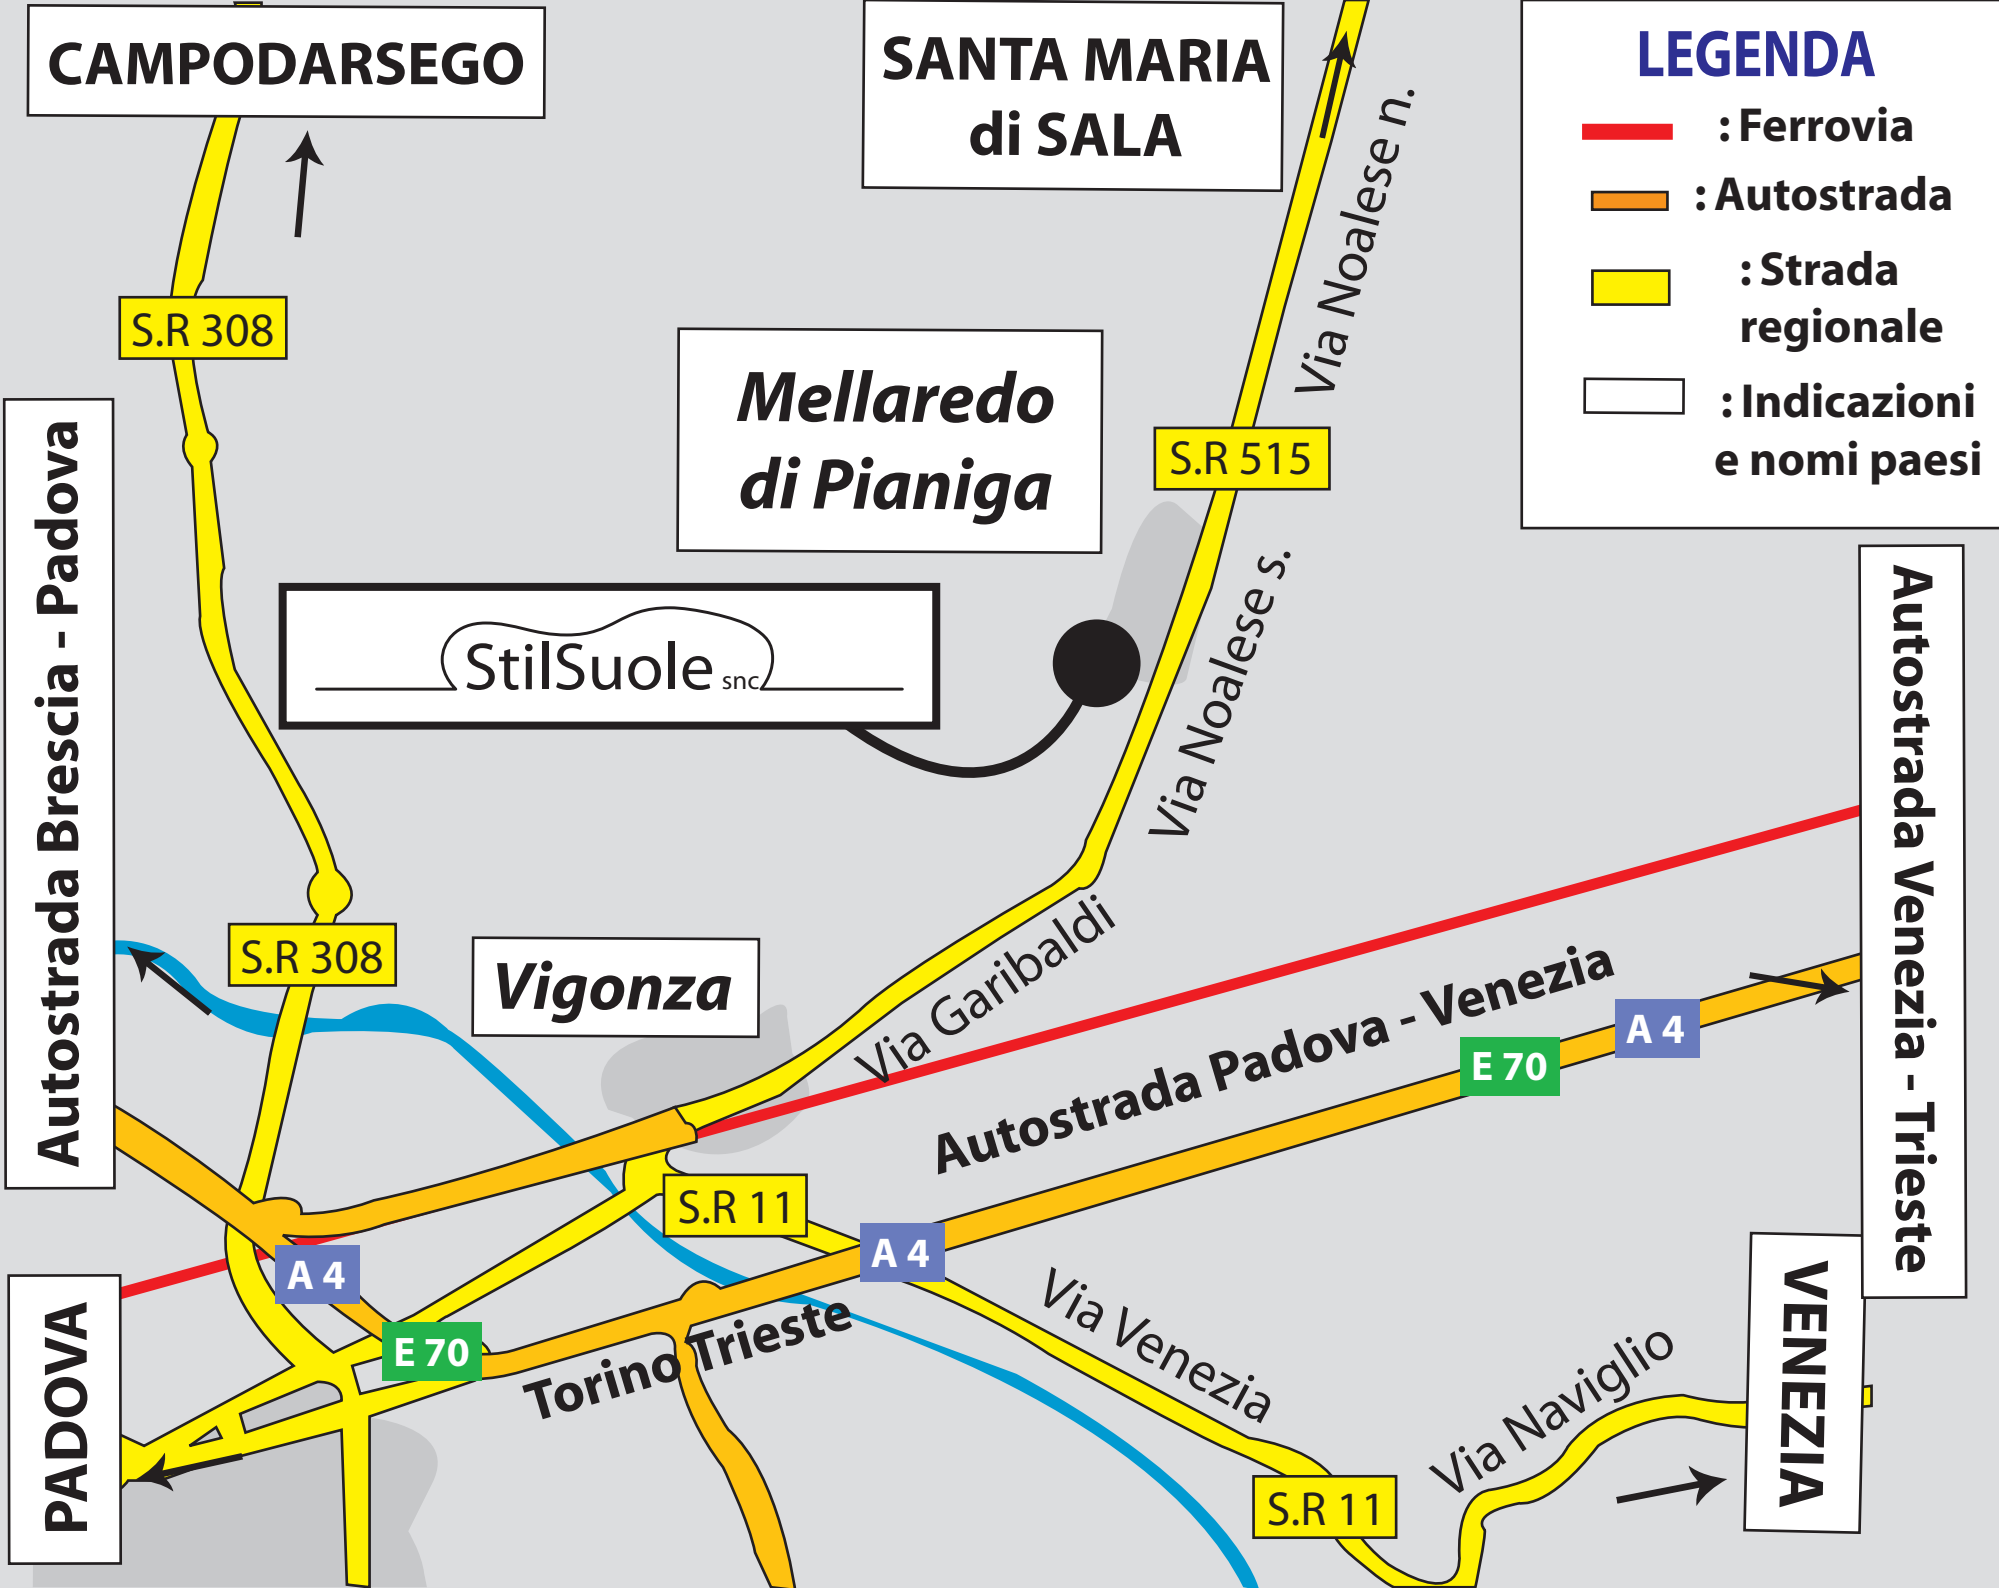 CAMPODARSEGO
SANTA MARIA
di SALA
LEGENDA
: Ferrovia
: Autostrada
: Strada
regionale
: Indicazioni
e nomi paesi
Via Noalese n.
S.R 308
Mellaredo
di Pianiga
S.R 515
Autostrada Brescia - Padova
StilSuole snc
Via Noalese s.
Autostrada Venezia - Trieste
S.R 308
Vigonza
Via Garibaldi
Autostrada Padova - Venezia
E 70
A 4
S.R 11
A 4
A 4
E 70
Torino Trieste
Via Venezia
Via Naviglio
PADOVA
VENEZIA
S.R 11